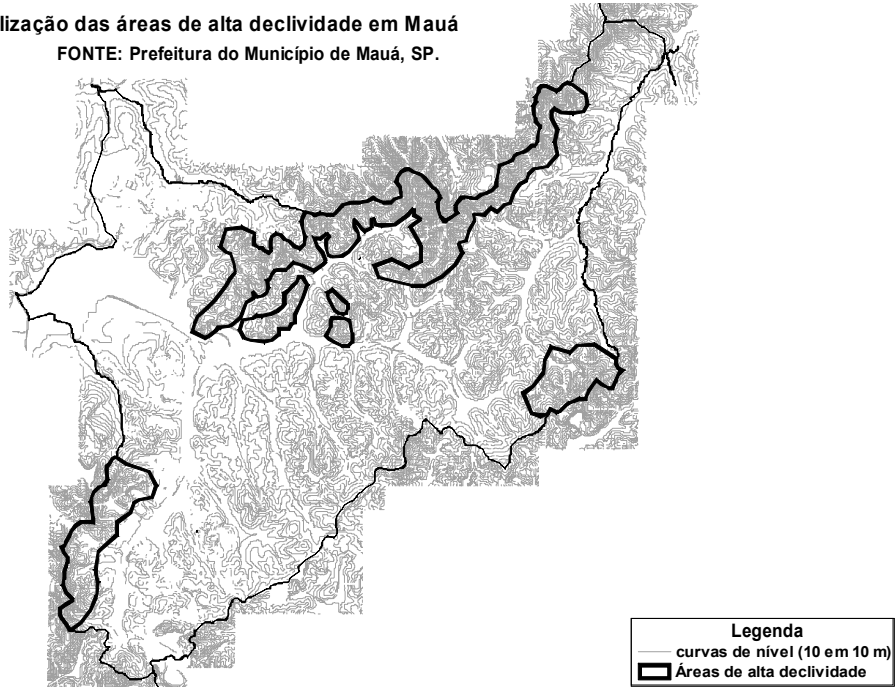 lização das áreas de alta declividade em Mauá
FONTE: Prefeitura do Município de Mauá, SP.
Legenda
curvas de nível (10 em 10 m)
Áreas de alta declividade